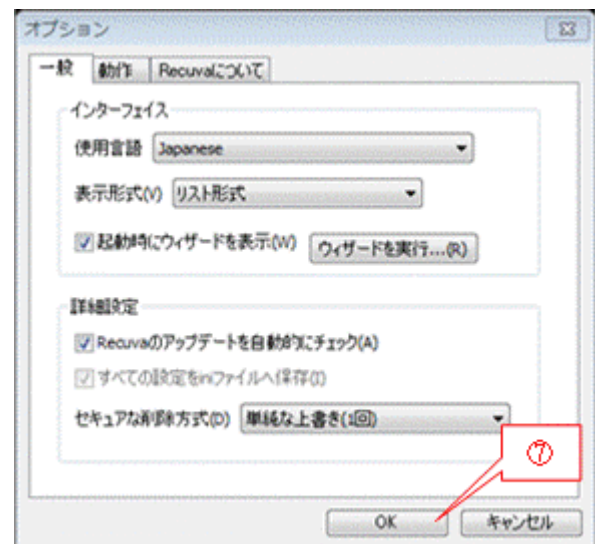 オプション
一般 動作 Recuvaについて
インターフェイス
使用言語 Japanese
表示形式(V) リスト形式
起動時にウィザードを表示(W) ウィザードを実行...(R)
詳細設定
Recuvaのアップデートを自動的にチェック(A)
すべての設定をiniファイルへ保存(I)
セキュアな削除方式(D) 単純な上書き(1回)
⑦
OK キャンセル